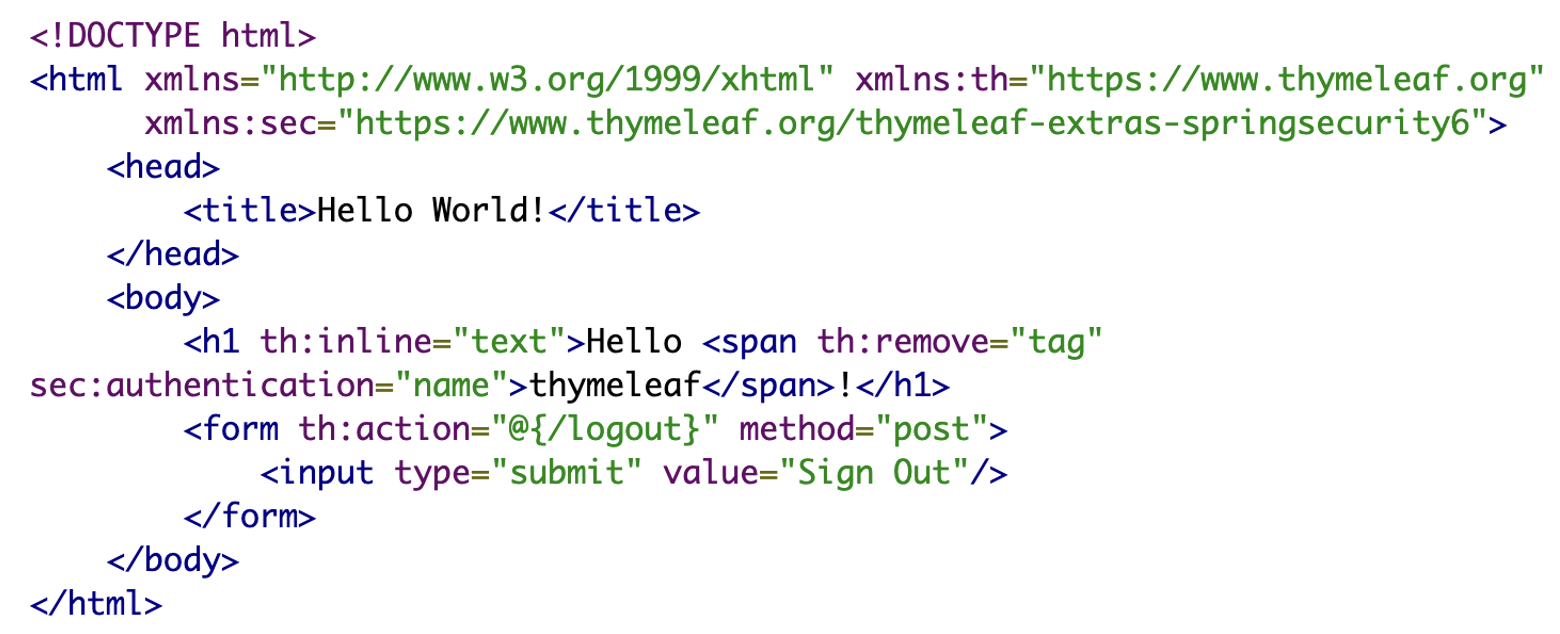 <!DOCTYPE html>
<html xmlns="http://www.w3.org/1999/xhtml" xmlns:th="https://www.thymeleaf.org"
      xmlns:sec="https://www.thymeleaf.org/thymeleaf-extras-springsecurity6">
    <head>
        <title>Hello World!</title>
    </head>
    <body>
        <h1 th:inline="text">Hello <span th:remove="tag"
sec:authentication="name">thymeleaf</span>!</h1>
        <form th:action="@{/logout}" method="post">
            <input type="submit" value="Sign Out"/>
        </form>
    </body>
</html>